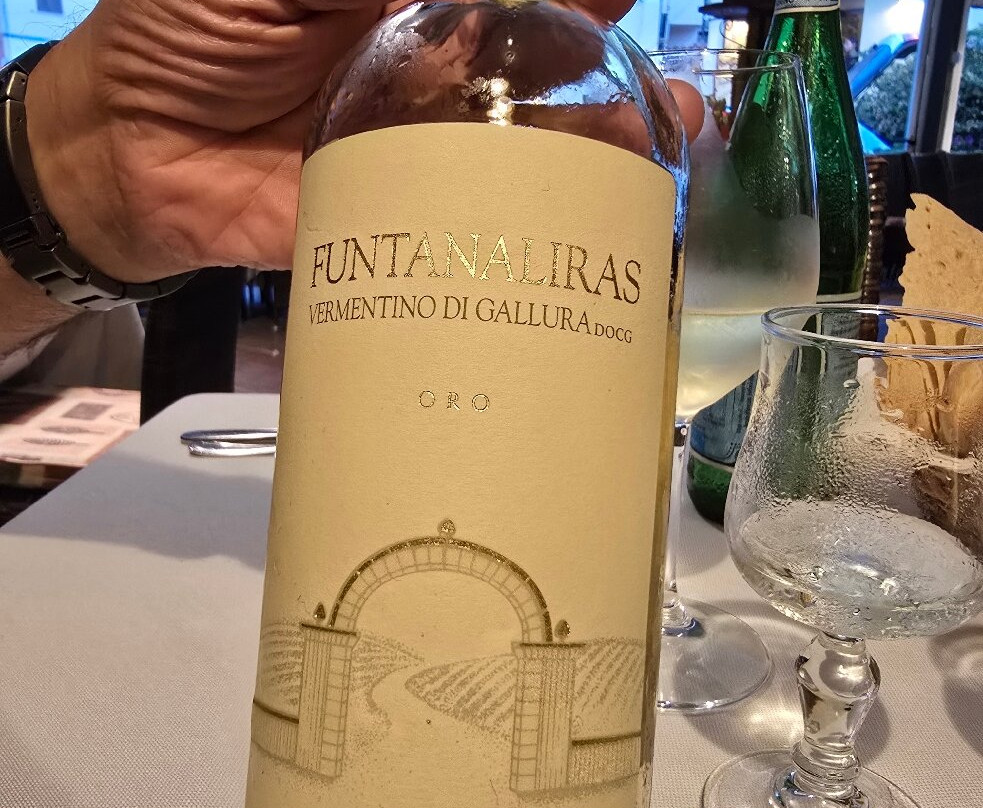 FUNTANALIRAS
VERMENTINO DI GALLURA DOCG
ORO